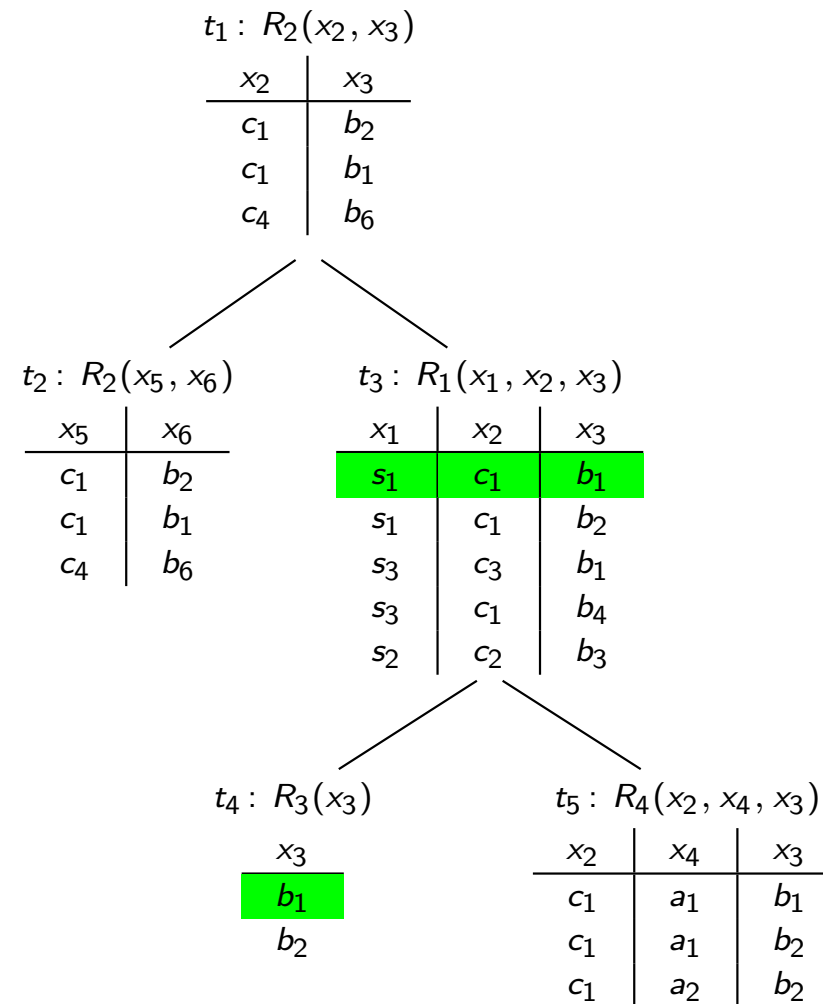 t₁ : R₂(x₂, x₃)
x₂ x₃
c₁ b₂
c₁ b₁
c₄ b₆
t₂ : R₂(x₅, x₆)
x₅ x₆
c₁ b₂
c₁ b₁
c₄ b₆
t₃ : R₁(x₁, x₂, x₃)
x₁ x₂ x₃
s₁ c₁ b₁
s₁ c₁ b₂
s₃ c₃ b₁
s₃ c₁ b₄
s₂ c₂ b₃
t₄ : R₃(x₃)
x₃
b₁
b₂
t₅ : R₄(x₂, x₄, x₃)
x₂ x₄ x₃
c₁ a₁ b₁
c₁ a₁ b₂
c₁ a₂ b₂